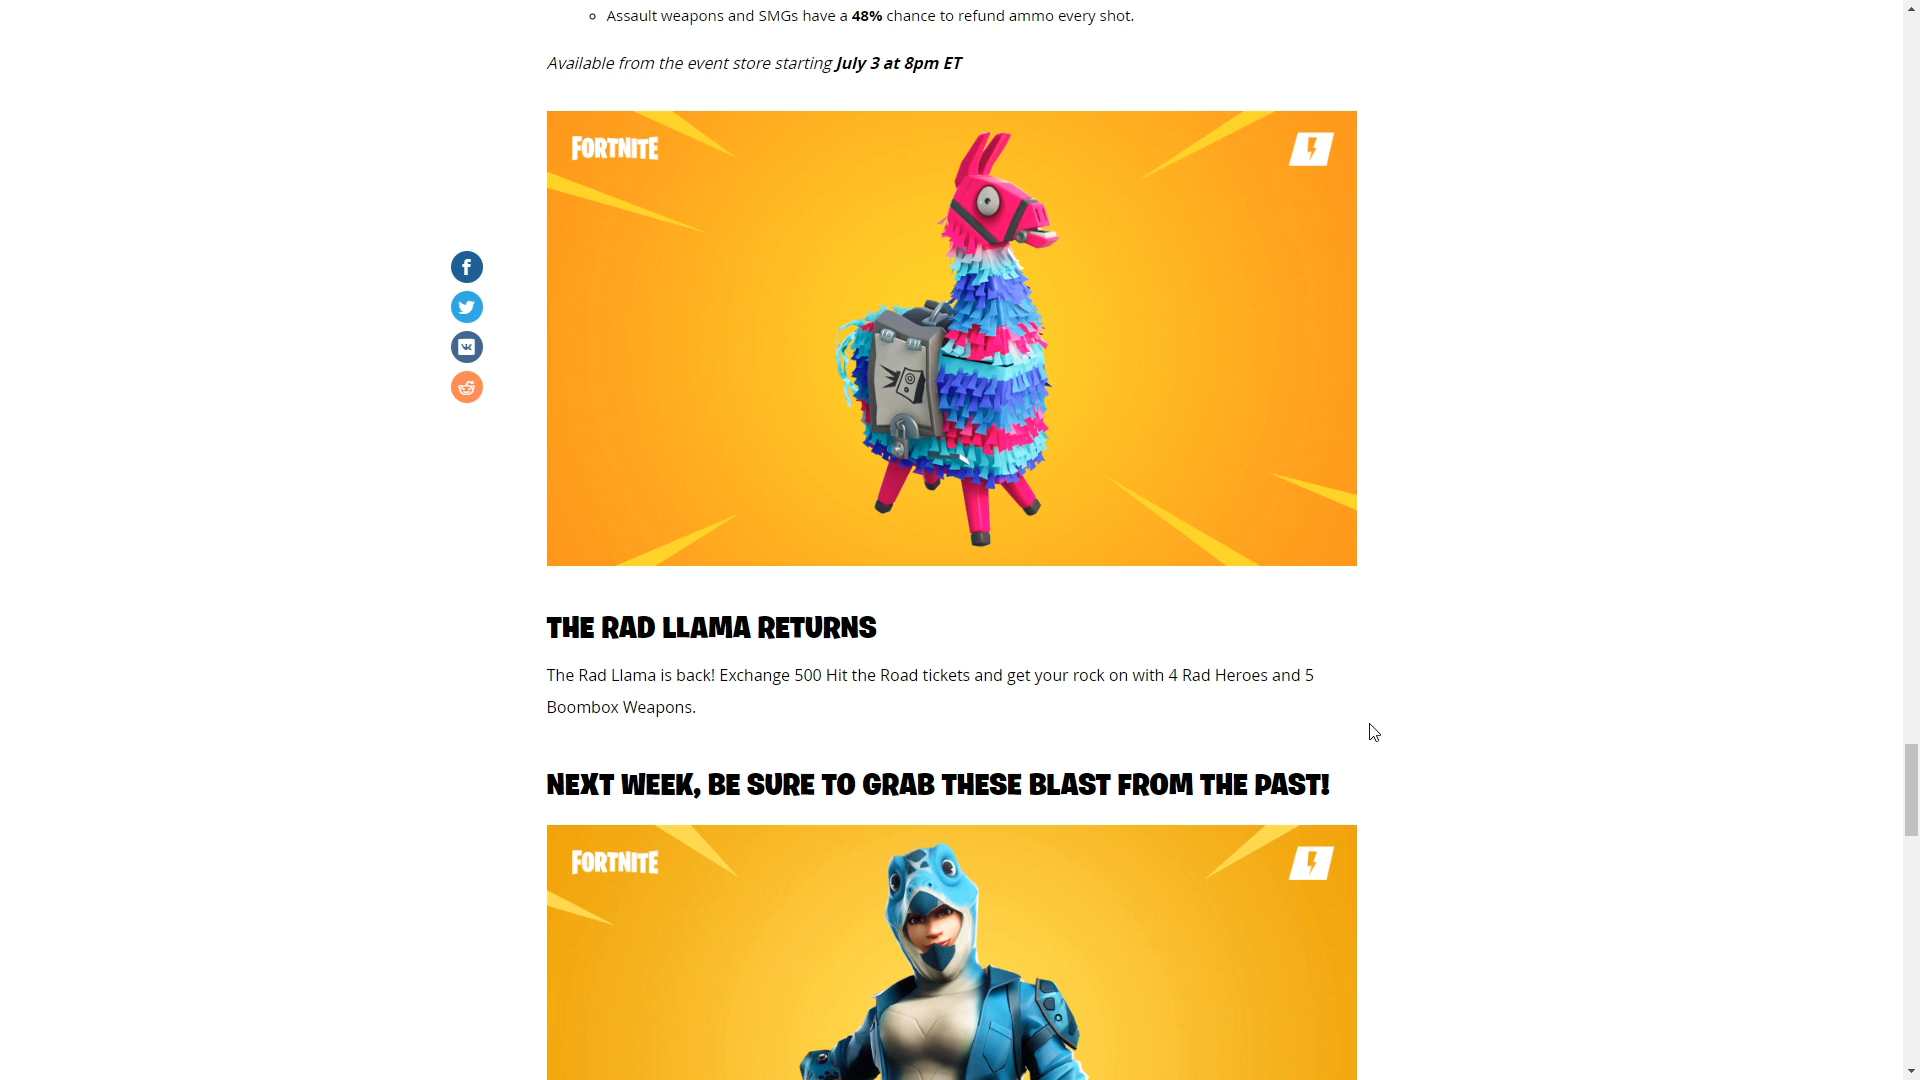 Assault weapons and SMGs have a 48% chance to refund ammo every shot.
Available from the event store starting July 3 at 8pm ET
FORTNITE
THE RAD LLAMA RETURNS
The Rad Llama is back! Exchange 500 Hit the Road tickets and get your rock on with 4 Rad Heroes and 5
Boombox Weapons.
NEXT WEEK, BE SURE TO GRAB THESE BLAST FROM THE PAST!
FORTNITE